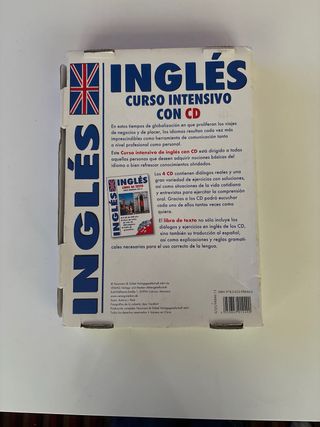 INGLÉS
INGLÉS
CURSO INTENSIVO
CON CD
En estos tiempos de globalización en que proliferan los viajes
de negocios y de placer, los idiomas resultan cada vez más
imprescindibles como herramienta de comunicación tanto
a nivel profesional como personal.
Este Curso intensivo de inglés con CD está dirigido a todas
aquellas personas que deseen adquirir nociones básicas del
idioma o bien refrescar conocimientos olvidados.
INGLÉS
Los 4 CD contienen diálogos reales y una
gran variedad de ejercicios con soluciones,
así como situaciones de la vida cotidiana
y entrevistas para ejercitar la comprensión
oral. Gracias a los CD podrá escuchar
cada uno de ellos tantas veces como
quiera.
El libro de texto no sólo incluye los
diálogos y ejercicios en inglés de los CD,
sino también su traducción al español,
así como explicaciones y reglas gramati-
cales necesarias para el uso correcto de la lengua.